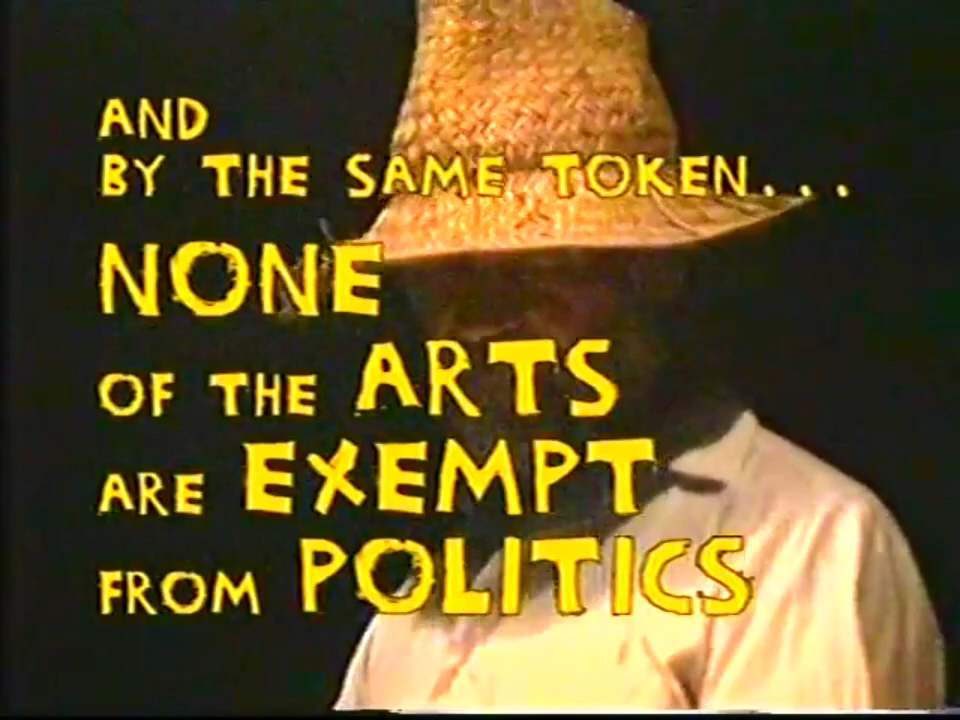 AND
BY THE SAME TOKEN...
NONE
OF THE ARTS
ARE EXEMPT
FROM POLITICS